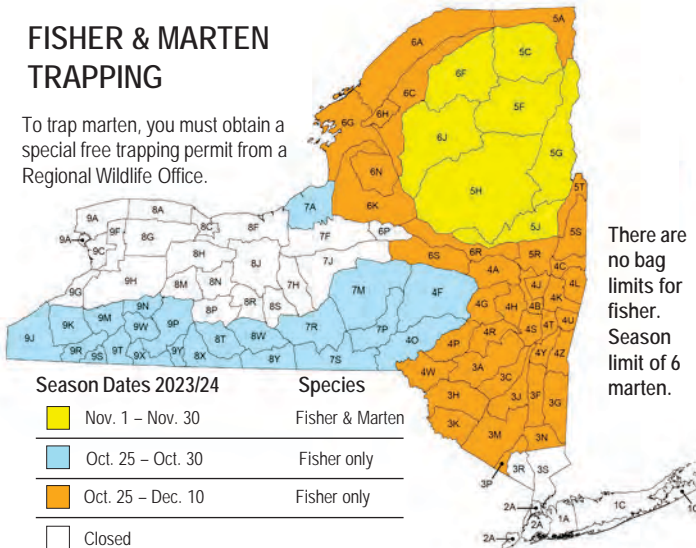 FISHER & MARTEN
TRAPPING
To trap marten, you must obtain a
special free trapping permit from a
Regional Wildlife Office.
There are
no bag
limits for
fisher.
Season
limit of 6
marten.
Season Dates 2023/24 Species
Nov. 1 – Nov. 30 Fisher & Marten
Oct. 25 – Oct. 30 Fisher only
Oct. 25 – Dec. 10 Fisher only
Closed
5A
6A
5C
6F
6C
5F
6H
6G
6J
5G
6N
5H
5T
7A
6K
9A
8A
5J
5S
9F
8C
8F
7F
6P
9A
8G
9C
6S
6R
5R
8H
7J
4A
4C
8J
9H
8M
8N
7H
7M
4F
4J
4L
9G
8P
8R
8S
4G
4H
4B
4K
9N
9M
9K
9W
9P
7R
4U
9J
8T
8W
7P
4R
4S
4T
4O
4P
9R
9S
9T
9X
9Y
8X
8Y
7S
4Y
4Z
4W
3A
3C
3H
3J
3F
3G
3K
3M
3N
3P
3R
3S
2A
2A
2A
1A
1C